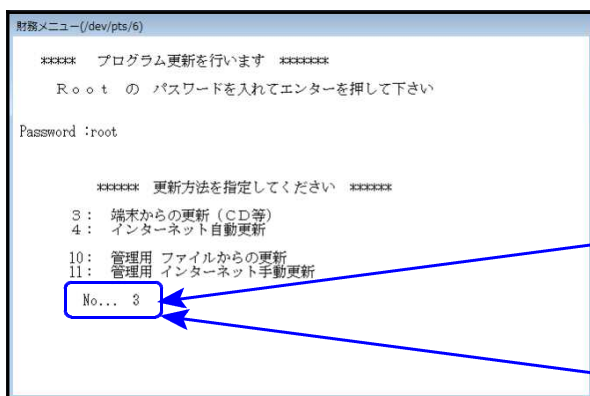 財務メニュー(/dev/pts/6)
***** プログラム更新を行います *******
Ｒｏｏｔ の パスワードを入れてエンターを押して下さい
Password :root
****** 更新方法を指定してください ******
３： 端末からの更新（ＣＤ等）
４： インターネット自動更新
10: 管理用 ファイルからの更新
11: 管理用 インターネット手動更新
No... 3